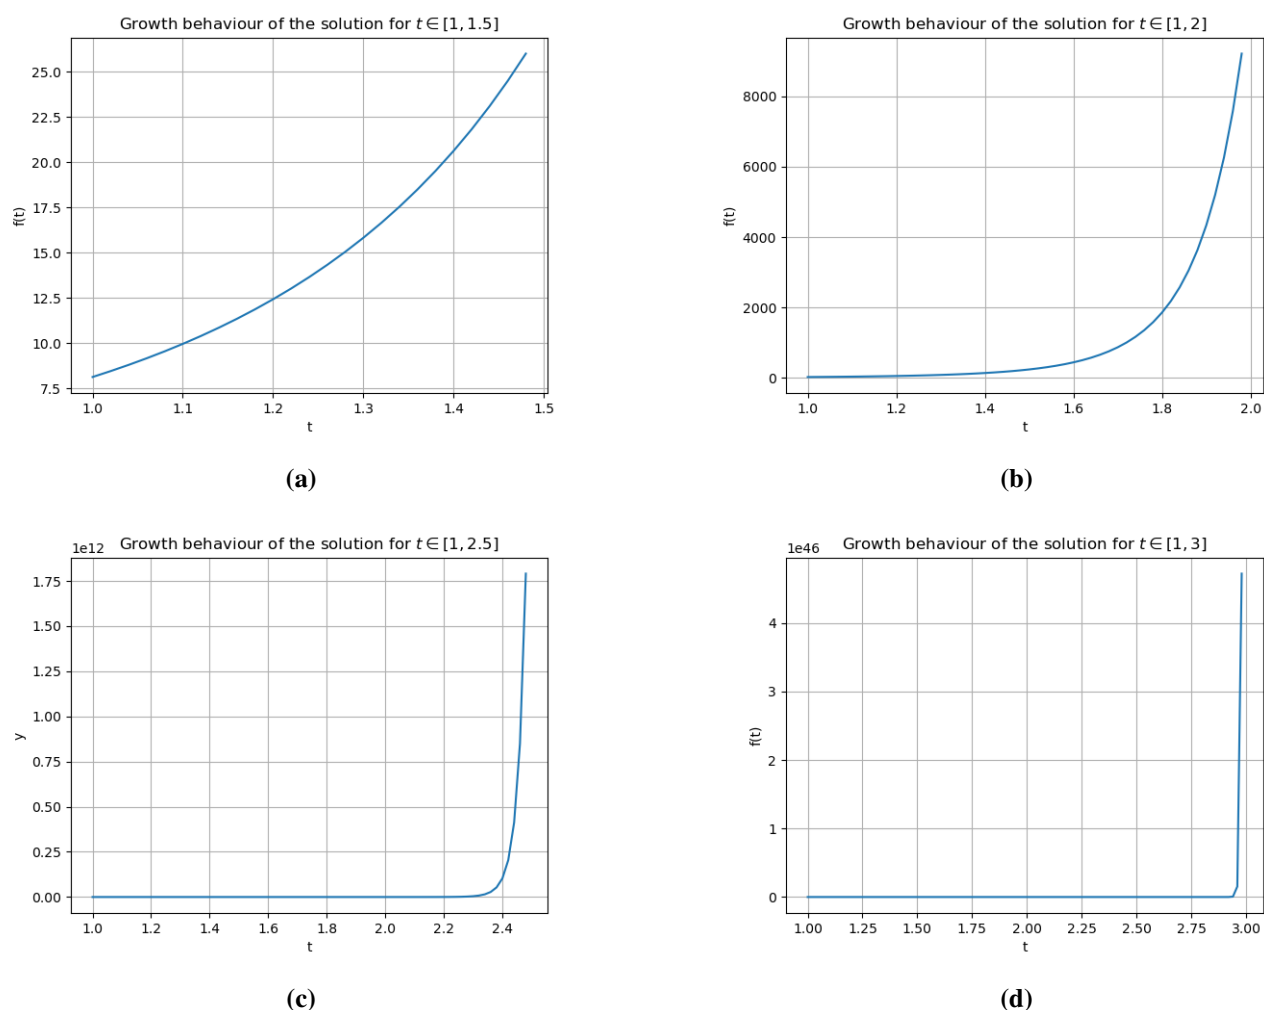 Growth behaviour of the solution for t ∈ [1, 1.5]
25.0
22.5
20.0
17.5
15.0
12.5
10.0
7.5
f(t)
1.0 1.1 1.2 1.3 1.4 1.5
t
(a)
Growth behaviour of the solution for t ∈ [1, 2]
8000
6000
4000
2000
0
f(t)
1.0 1.2 1.4 1.6 1.8 2.0
t
(b)
1e12 Growth behaviour of the solution for t ∈ [1, 2.5]
1.75
1.50
1.25
1.00
0.75
0.50
0.25
0.00
y
1.0 1.2 1.4 1.6 1.8 2.0 2.2 2.4
t
(c)
1e46 Growth behaviour of the solution for t ∈ [1, 3]
4
3
2
1
0
f(t)
1.00 1.25 1.50 1.75 2.00 2.25 2.50 2.75 3.00
t
(d)